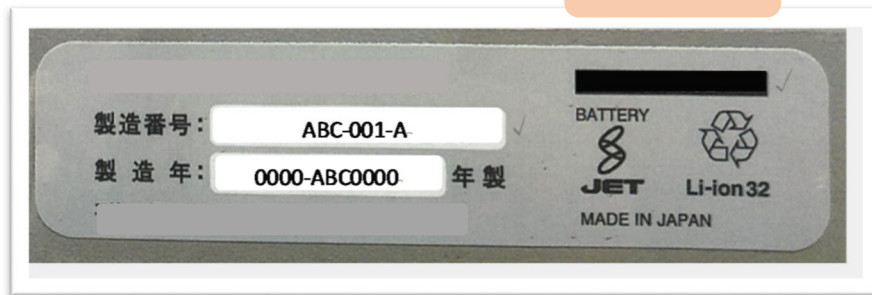 製造番号: ABC-001-A
製造年: 0000-ABC0000 年製
BATTERY
JET
Li-ion32
MADE IN JAPAN